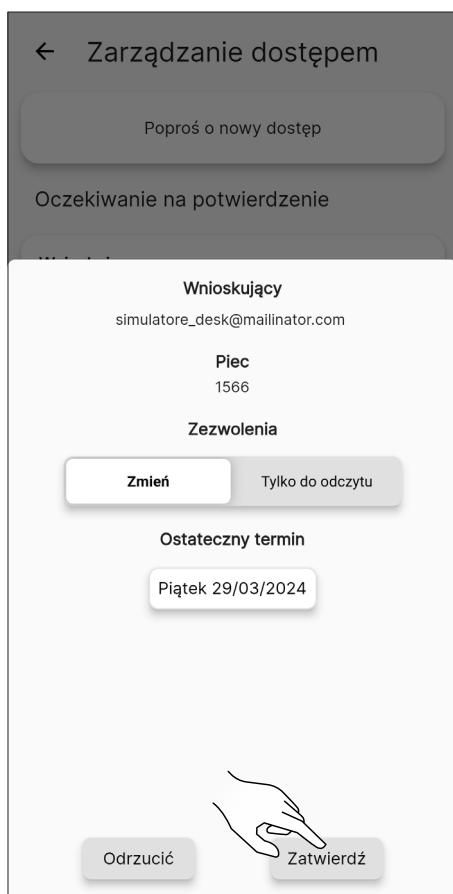 Zarządzanie dostępem
Poproś o nowy dostęp
Oczekiwanie na potwierdzenie
Wnioskujący
simulatore_desk@mailinator.com
Piec
1566
Zezwolenia
Zmień Tylko do odczytu
Ostateczny termin
Piątek 29/03/2024
Odrzucić Zatwierdź